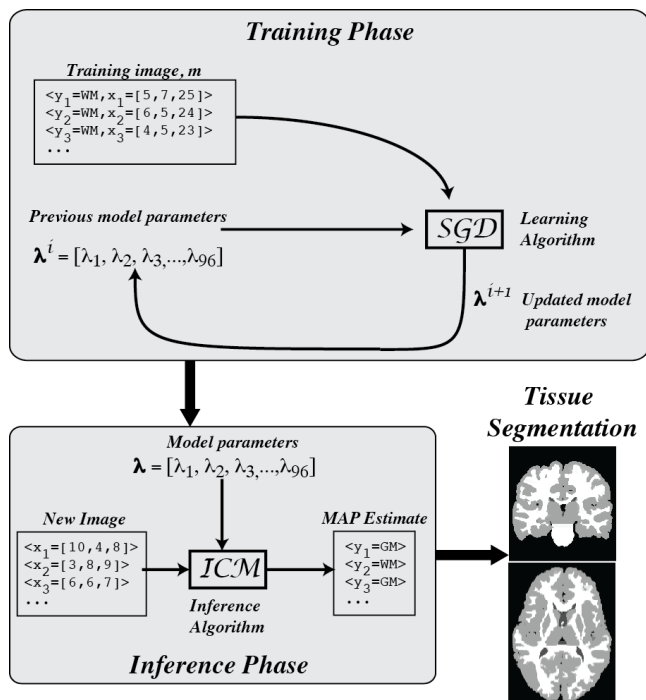 Training Phase
Training image, m
<y₁=WM,x₁=[5,7,25]>
<y₂=WM,x₂=[6,5,24]>
<y₃=WM,x₃=[4,5,23]>
...
Previous model parameters
λⁱ = [λ₁, λ₂, λ₃,...,λ₉₆]
SGD
Learning
Algorithm
λⁱ⁺¹ Updated model
parameters
Tissue
Segmentation
Model parameters
λ = [λ₁, λ₂, λ₃,...,λ₉₆]
New Image
<x₁=[10,4,8]>
<x₂=[3,8,9]>
<x₃=[6,6,7]>
...
ICM
Inference
Algorithm
MAP Estimate
<y₁=GM>
<y₂=WM>
<y₃=GM>
...
Inference Phase